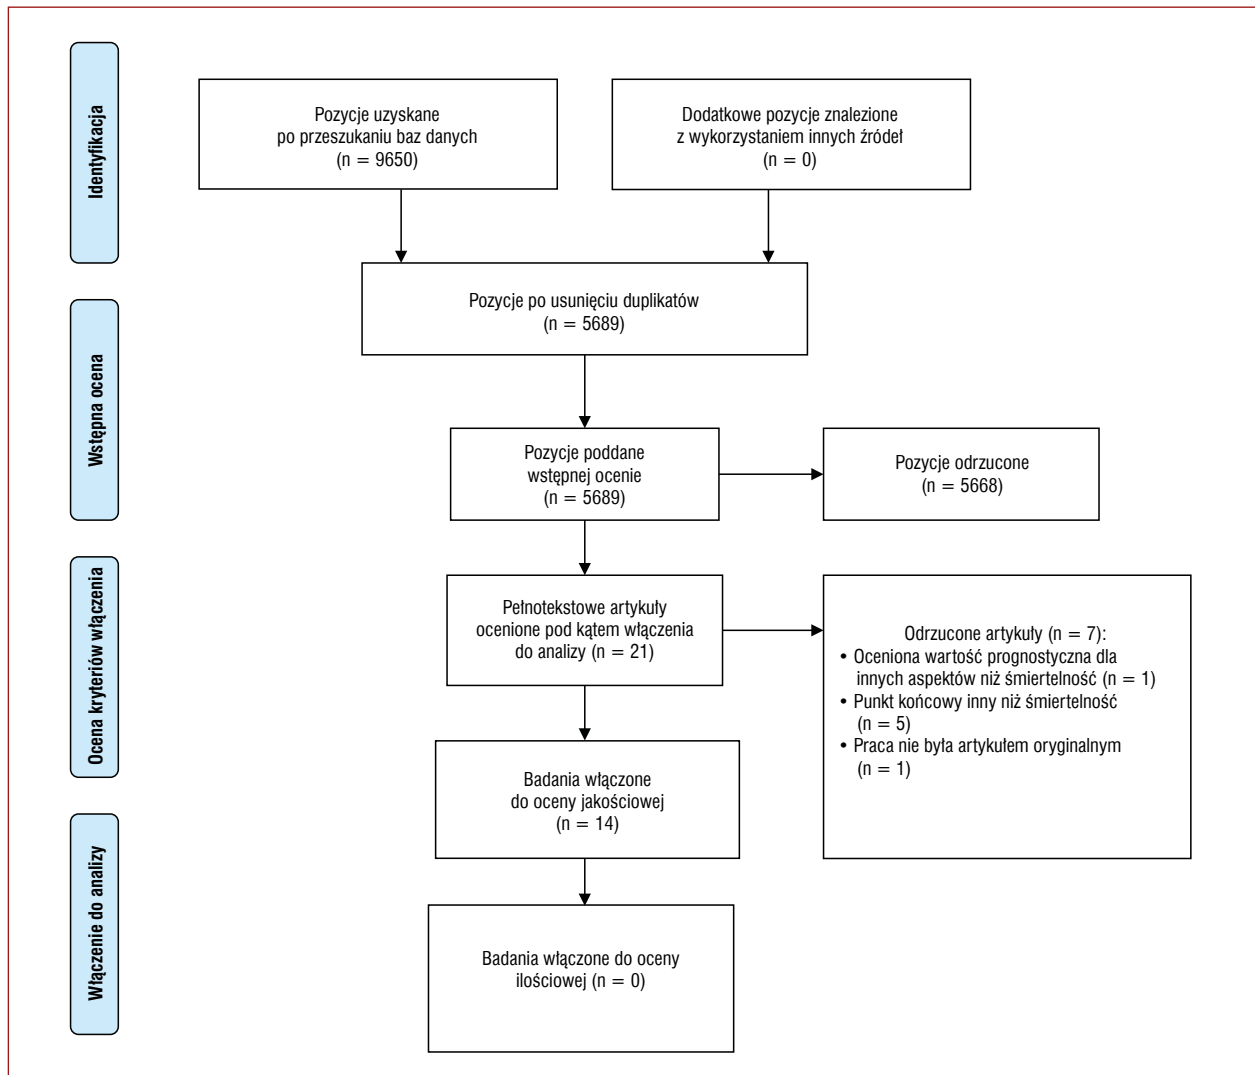 Identyfikacja
Pozycje uzyskane
po przeszukaniu baz danych
(n = 9650)
Dodatkowe pozycje znalezione
z wykorzystaniem innych źródeł
(n = 0)
Pozycje po usunięciu duplikatów
(n = 5689)
Wstępna ocena
Pozycje poddane
wstępnej ocenie
(n = 5689)
Pozycje odrzucone
(n = 5668)
Ocena kryteriów włączenia
Pełnotekstowe artykuły
ocenione pod kątem włączenia
do analizy (n = 21)
Odrzucone artykuły (n = 7):
• Oceniona wartość prognostyczna dla
innych aspektów niż śmiertelność (n = 1)
• Punkt końcowy inny niż śmiertelność
(n = 5)
• Praca nie była artykułem oryginalnym
(n = 1)
Badania włączone
do oceny jakościowej
(n = 14)
Włączenie do analizy
Badania włączone do oceny
ilościowej (n = 0)